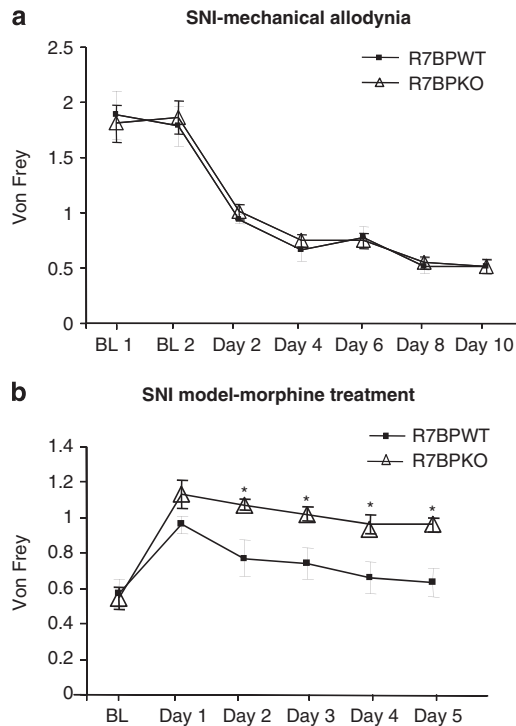 a
SNI-mechanical allodynia
R7BPWT
R7BPKO
Von Frey
2.5
2
1.5
1
0.5
0
BL 1 BL 2 Day 2 Day 4 Day 6 Day 8 Day 10
b
SNI model-morphine treatment
R7BPWT
R7BPKO
Von Frey
1.4
1.2
1
0.8
0.6
0.4
0.2
0
* * * *
BL Day 1 Day 2 Day 3 Day 4 Day 5